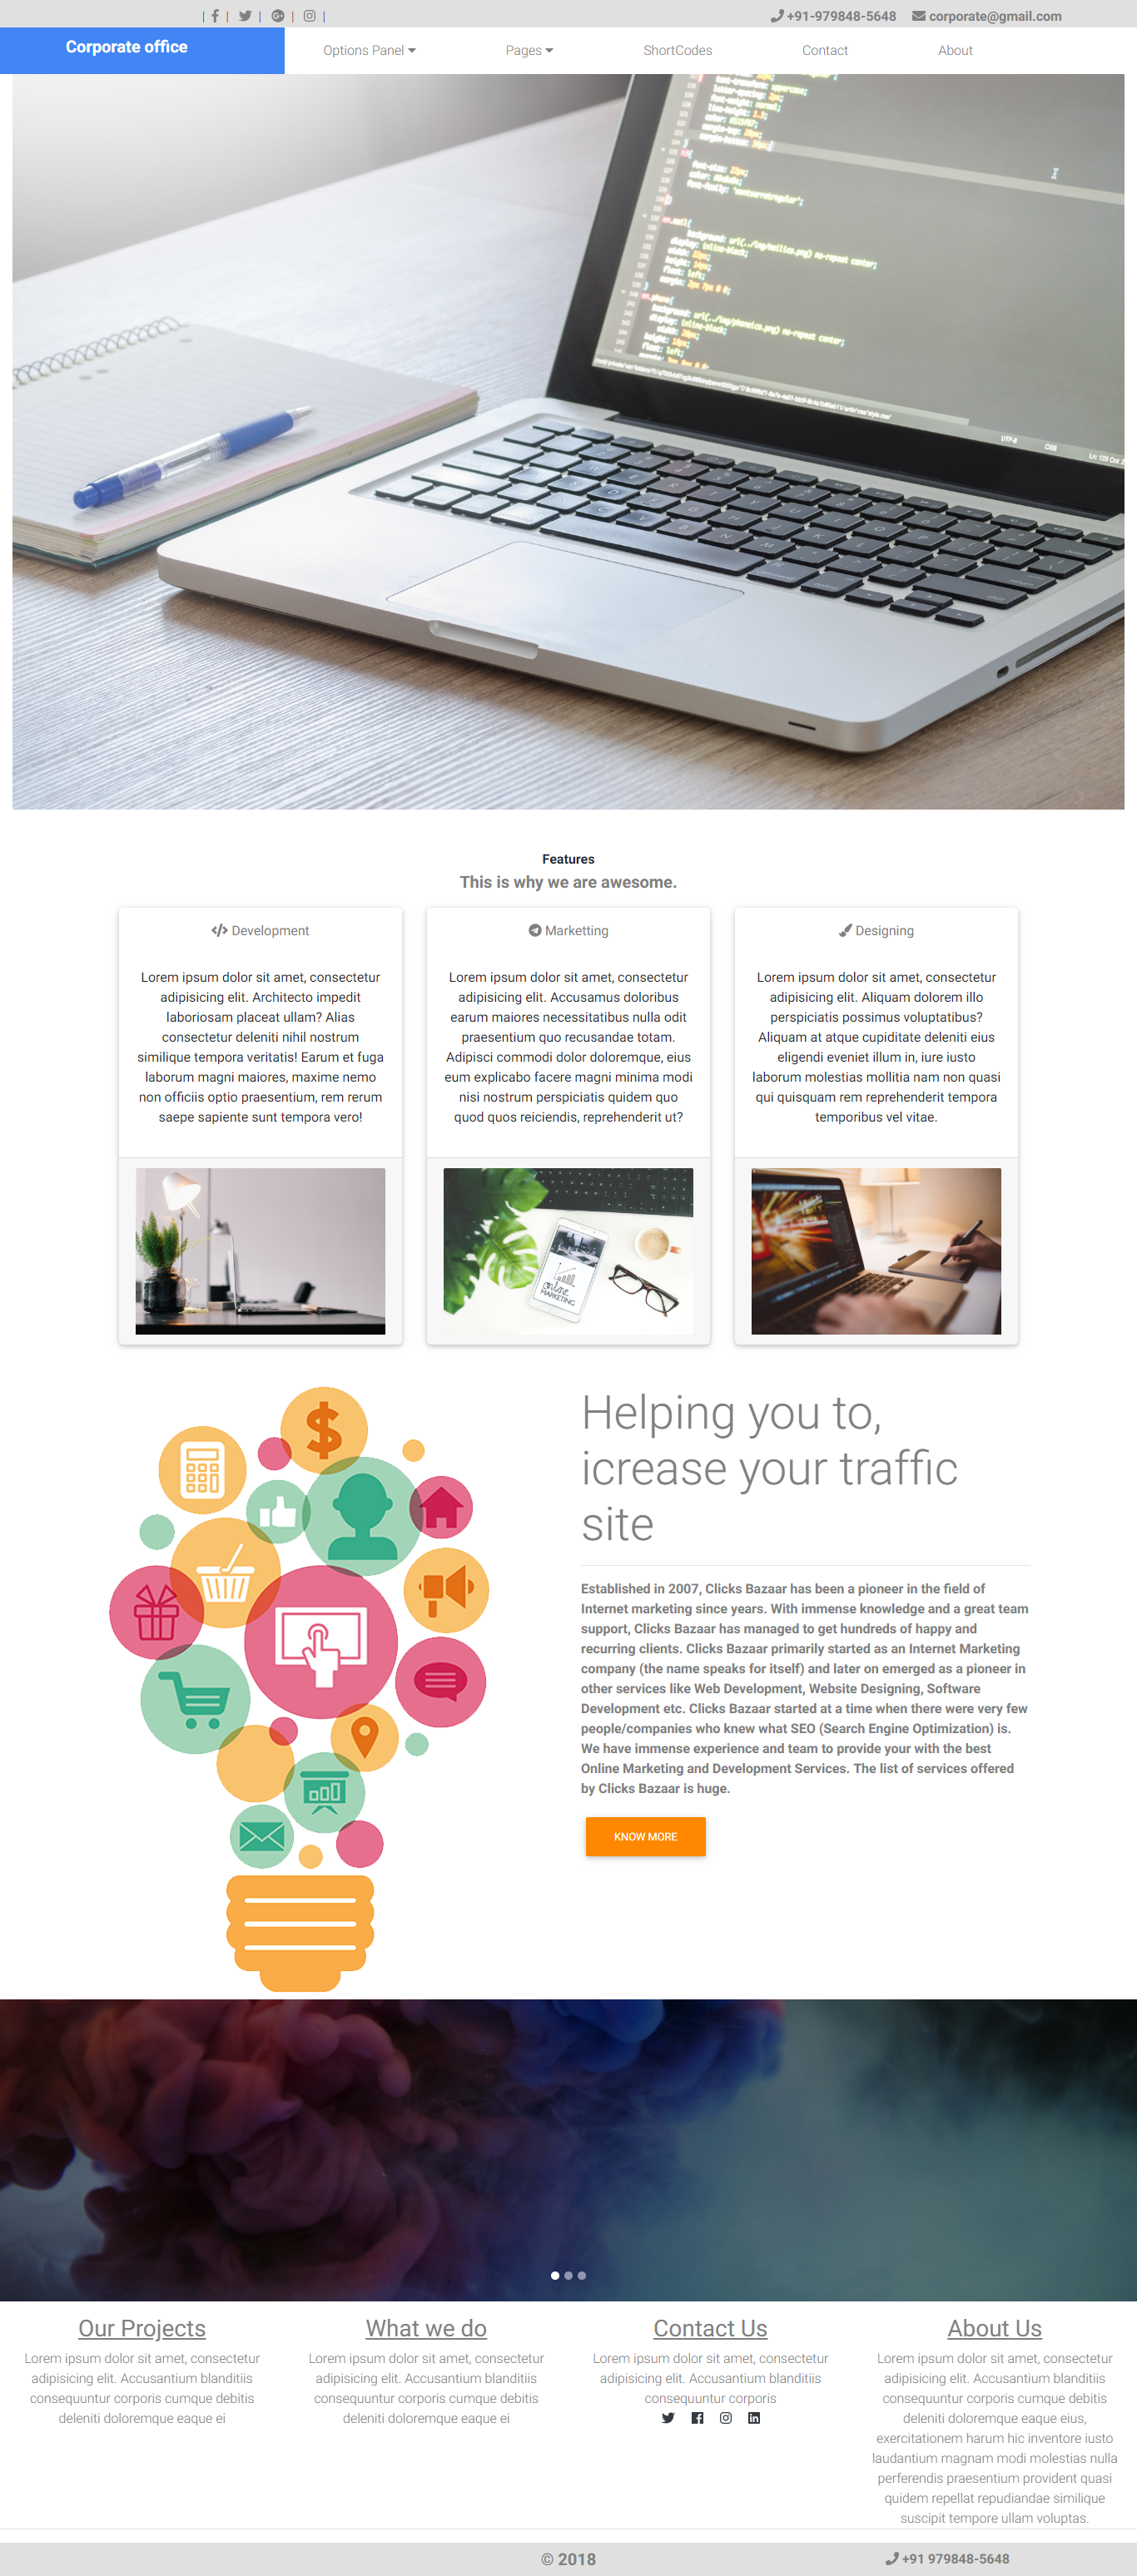 | | | | |
+91-979848-5648 corporate@gmail.com
Corporate office
Options Panel Pages ShortCodes Contact About
Features
This is why we are awesome.
Development
Lorem ipsum dolor sit amet, consectetur
adipisicing elit. Architecto impedit
laboriosam placeat ullam? Alias
consectetur deleniti nihil nostrum
similique tempora veritatis! Earum et fuga
laborum magni maiores, maxime nemo
non officiis optio praesentium, rem rerum
saepe sapiente sunt tempora vero!
Marketting
Lorem ipsum dolor sit amet, consectetur
adipisicing elit. Accusamus doloribus
earum maiores necessitatibus nulla odit
praesentium quo recusandae totam.
Adipisci commodi dolor doloremque, eius
eum explicabo facere magni minima modi
nisi nostrum perspiciatis quidem quo
quod quos reiciendis, reprehenderit ut?
Designing
Lorem ipsum dolor sit amet, consectetur
adipisicing elit. Aliquam dolorem illo
perspiciatis possimus voluptatibus?
Aliquam at atque cupiditate deleniti eius
eligendi eveniet illum in, iure iusto
laborum molestias mollitia nam non quasi
qui quisquam rem reprehenderit tempora
temporibus vel vitae.
Online
MARKETING
Helping you to,
icrease your traffic
site
Established in 2007, Clicks Bazaar has been a pioneer in the field of
Internet marketing since years. With immense knowledge and a great team
support, Clicks Bazaar has managed to get hundreds of happy and
recurring clients. Clicks Bazaar primarily started as an Internet Marketing
company (the name speaks for itself) and later on emerged as a pioneer in
other services like Web Development, Website Designing, Software
Development etc. Clicks Bazaar started at a time when there were very few
people/companies who knew what SEO (Search Engine Optimization) is.
We have immense experience and team to provide your with the best
Online Marketing and Development Services. The list of services offered
by Clicks Bazaar is huge.
KNOW MORE
Our Projects
Lorem ipsum dolor sit amet, consectetur
adipisicing elit. Accusantium blanditiis
consequuntur corporis cumque debitis
deleniti doloremque eaque ei
What we do
Lorem ipsum dolor sit amet, consectetur
adipisicing elit. Accusantium blanditiis
consequuntur corporis cumque debitis
deleniti doloremque eaque ei
Contact Us
Lorem ipsum dolor sit amet, consectetur
adipisicing elit. Accusantium blanditiis
consequuntur corporis
About Us
Lorem ipsum dolor sit amet, consectetur
adipisicing elit. Accusantium blanditiis
consequuntur corporis cumque debitis
deleniti doloremque eaque eius,
exercitationem harum hic inventore iusto
laudantium magnam modi molestias nulla
perferendis praesentium provident quasi
quidem repellat repudiandae similique
suscipit tempore ullam voluptas.
© 2018
+91 979848-5648